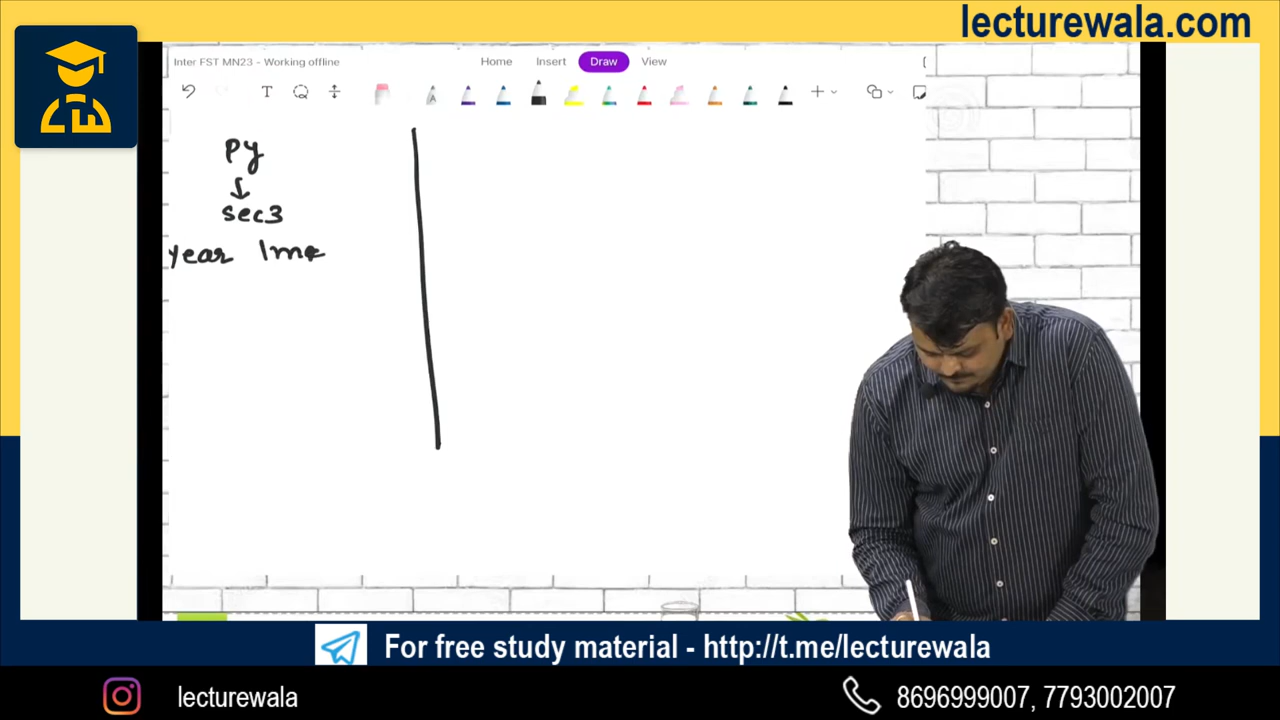 lecturewala.com
Inter FST MN23 - Working offline
Home Insert Draw View
T
PY
↓
sec3
year Ime
For free study material - http://t.me/lecturewala
lecturewala
8696999007, 7793002007